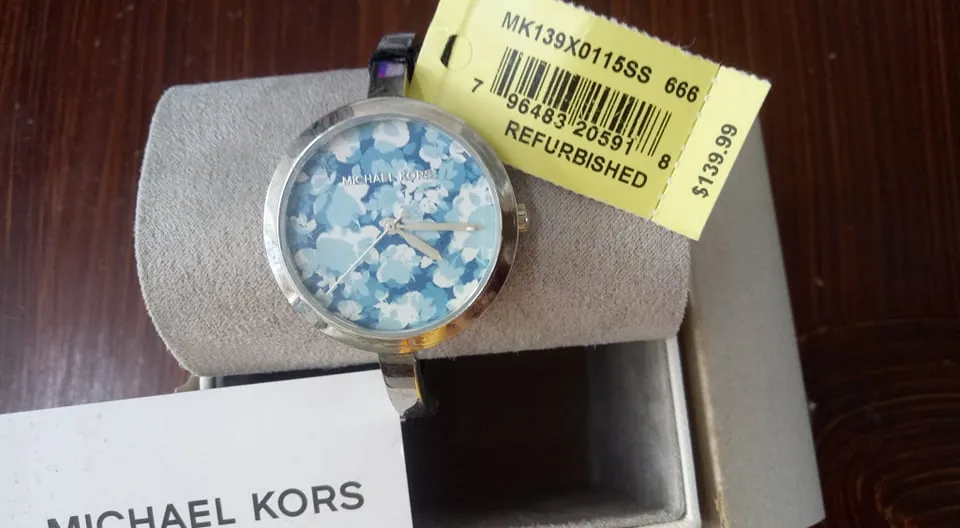 MK139X0115SS 666
7 96483 20591 8
REFURBISHED
$139.99
MICHAEL KORS
MICHAEL KORS